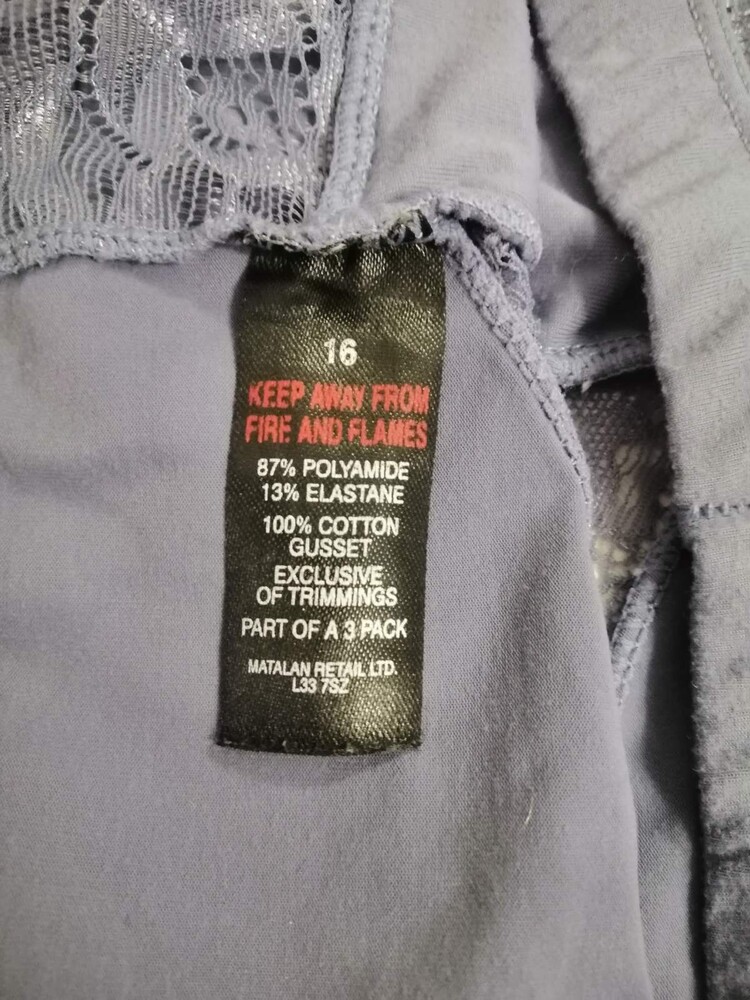 16
KEEP AWAY FROM
FIRE AND FLAMES
87% POLYAMIDE
13% ELASTANE
100% COTTON
GUSSET
EXCLUSIVE
OF TRIMMINGS
PART OF A 3 PACK
MATALAN RETAIL LTD.
L33 7SZ